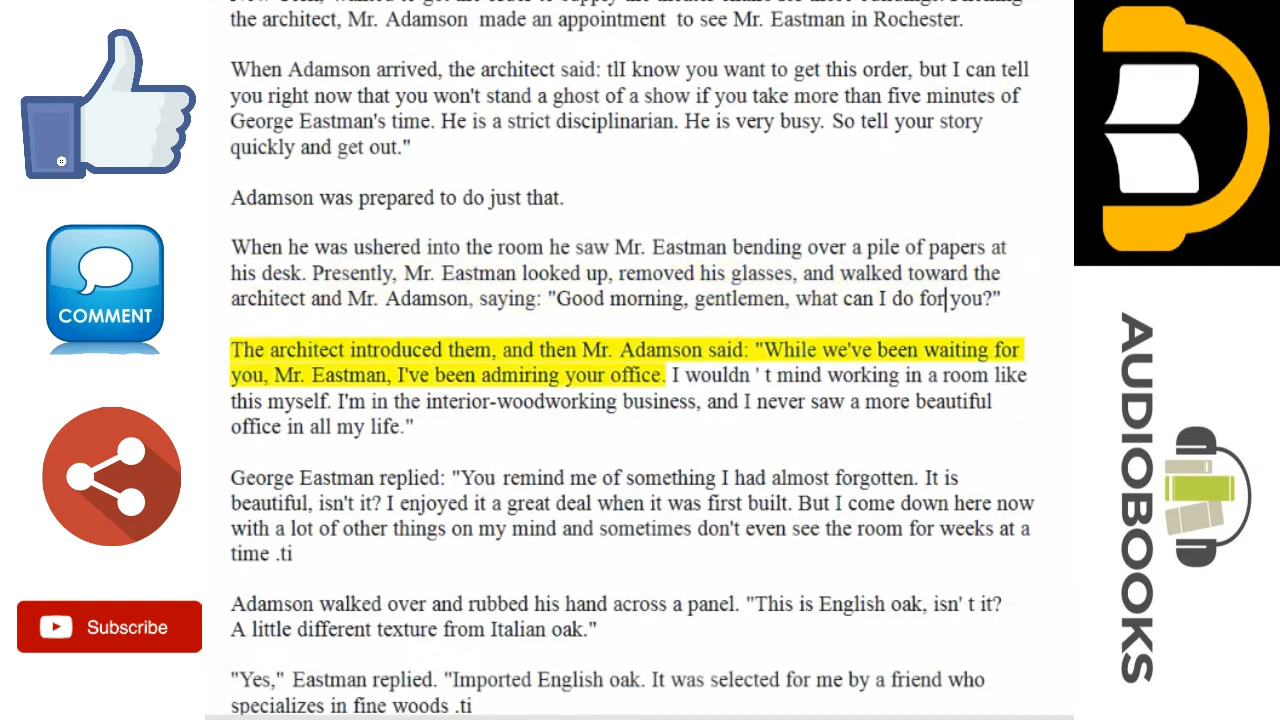 the architect, Mr. Adamson made an appointment to see Mr. Eastman in Rochester.
When Adamson arrived, the architect said: tlI know you want to get this order, but I can tell
you right now that you won't stand a ghost of a show if you take more than five minutes of
George Eastman's time. He is a strict disciplinarian. He is very busy. So tell your story
quickly and get out."
Adamson was prepared to do just that.
When he was ushered into the room he saw Mr. Eastman bending over a pile of papers at
his desk. Presently, Mr. Eastman looked up, removed his glasses, and walked toward the
architect and Mr. Adamson, saying: "Good morning, gentlemen, what can I do for you?"
The architect introduced them, and then Mr. Adamson said: "While we've been waiting for
you, Mr. Eastman, I've been admiring your office. I wouldn ' t mind working in a room like
this myself. I'm in the interior-woodworking business, and I never saw a more beautiful
office in all my life."
George Eastman replied: "You remind me of something I had almost forgotten. It is
beautiful, isn't it? I enjoyed it a great deal when it was first built. But I come down here now
with a lot of other things on my mind and sometimes don't even see the room for weeks at a
time .ti
Adamson walked over and rubbed his hand across a panel. "This is English oak, isn' t it?
A little different texture from Italian oak."
"Yes," Eastman replied. "Imported English oak. It was selected for me by a friend who
specializes in fine woods .ti
COMMENT
Subscribe
AUDIOBOOKS